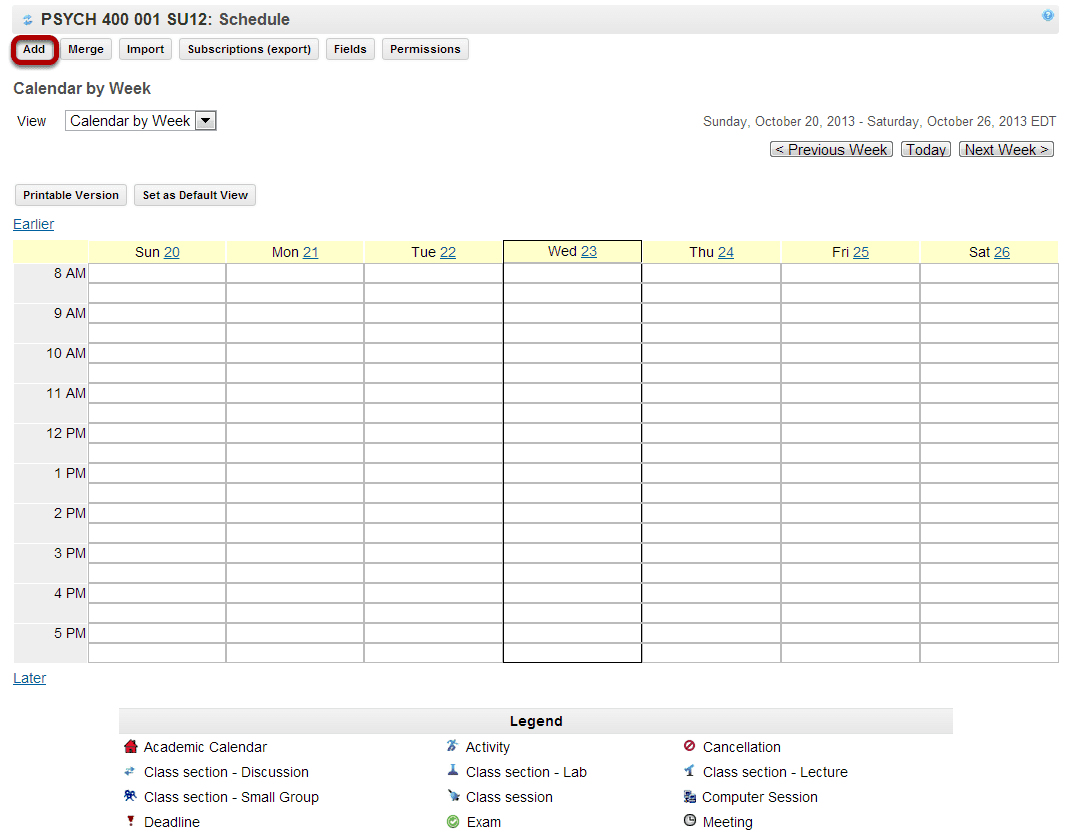 PSYCH 400 001 SU12: Schedule
Add Merge Import Subscriptions (export) Fields Permissions
Calendar by Week
View Calendar by Week Sunday, October 20, 2013 - Saturday, October 26, 2013 EDT
< Previous Week Today Next Week >
Printable Version Set as Default View
Earlier
Sun 20 Mon 21 Tue 22 Wed 23 Thu 24 Fri 25 Sat 26
8 AM
9 AM
10 AM
11 AM
12 PM
1 PM
2 PM
3 PM
4 PM
5 PM
Later
Legend
Academic Calendar Activity Cancellation
Class section - Discussion Class section - Lab Class section - Lecture
Class section - Small Group Class session Computer Session
Deadline Exam Meeting